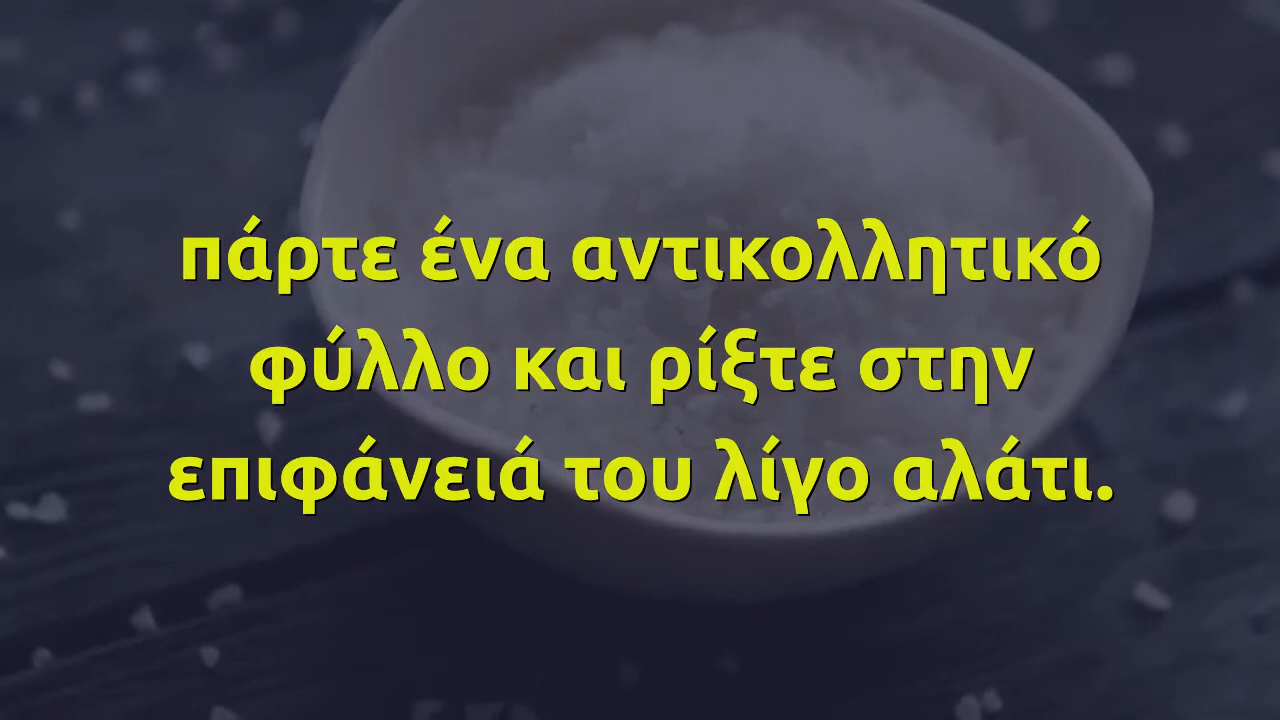 πάρτε ένα αντικολλητικό
φύλλο και ρίξτε στην
επιφάνειά του λίγο αλάτι.